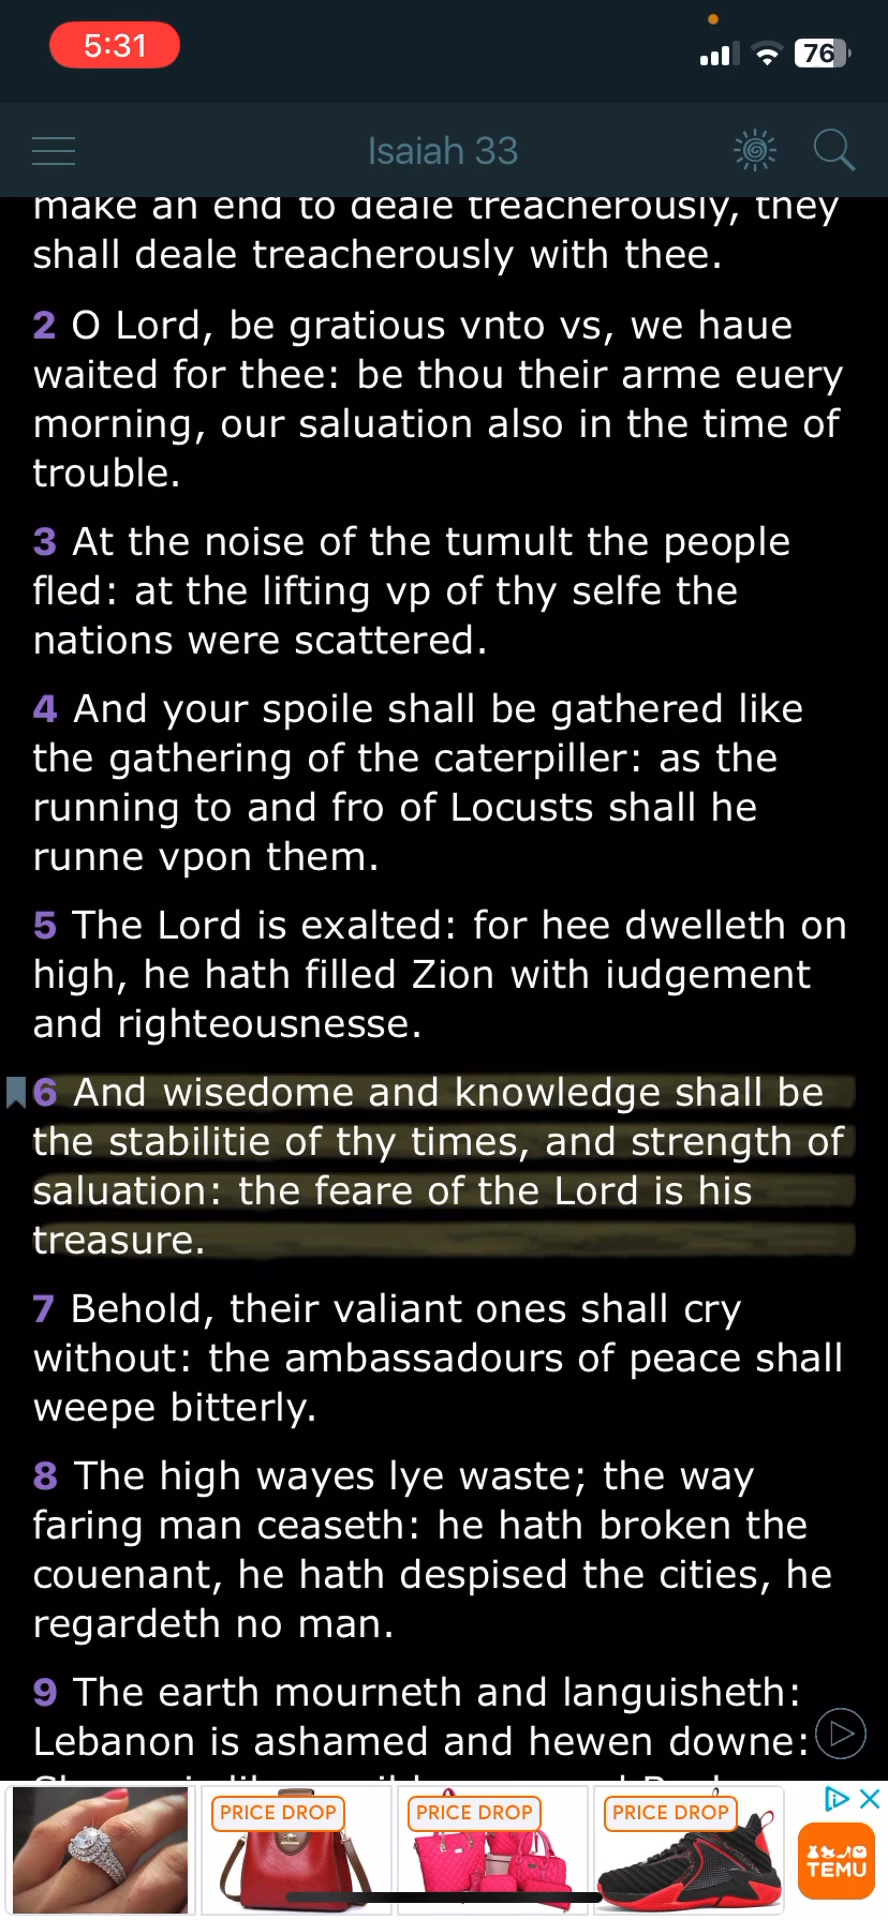 5:31
76
Isaiah 33
make an end to deale treacherously, they
shall deale treacherously with thee.
2 O Lord, be gratious vnto vs, we haue
waited for thee: be thou their arme euery
morning, our saluation also in the time of
trouble.
3 At the noise of the tumult the people
fled: at the lifting vp of thy selfe the
nations were scattered.
4 And your spoile shall be gathered like
the gathering of the caterpiller: as the
running to and fro of Locusts shall he
runne vpon them.
5 The Lord is exalted: for hee dwelleth on
high, he hath filled Zion with iudgement
and righteousnesse.
6 And wisedome and knowledge shall be
the stabilitie of thy times, and strength of
saluation: the feare of the Lord is his
treasure.
7 Behold, their valiant ones shall cry
without: the ambassadours of peace shall
weepe bitterly.
8 The high wayes lye waste; the way
faring man ceaseth: he hath broken the
couenant, he hath despised the cities, he
regardeth no man.
9 The earth mourneth and languisheth:
Lebanon is ashamed and hewen downe:
PRICE DROP
PRICE DROP
PRICE DROP
TEMU